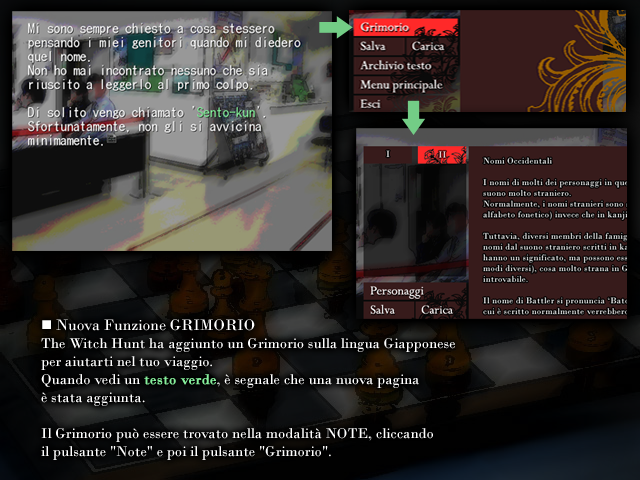 Mi sono sempre chiesto a cosa stessero
pensando i miei genitori quando mi diedero
quel nome.
Non ho mai incontrato nessuno che sia
riuscito a leggerlo al primo colpo.
Di solito vengo chiamato 'Sento-kun'.
Sfortunatamente, non gli si avvicina
minimamente.
Grimorio
Salva Carica
Archivio testo
Menu principale
Esci
I II
Personaggi
Salva Carica
Nomi Occidentali
I nomi di molti dei personaggi in que
suono molto straniero.
Normalmente, i nomi stranieri sono
alfabeto fonetico) invece che in kanji
Tuttavia, diversi membri della famig
nomi dal suono straniero scritti in ka
hanno un significato, ma possono ess
modi diversi), cosa molto strana in G
introvabile.
Il nome di Battler si pronuncia 'Bato
cui è scritto normalmente verrebbero
■ Nuova Funzione GRIMORIO
The Witch Hunt ha aggiunto un Grimorio sulla lingua Giapponese
per aiutarti nel tuo viaggio.
Quando vedi un testo verde, è segnale che una nuova pagina
è stata aggiunta.
Il Grimorio può essere trovato nella modalità NOTE, cliccando
il pulsante "Note" e poi il pulsante "Grimorio".